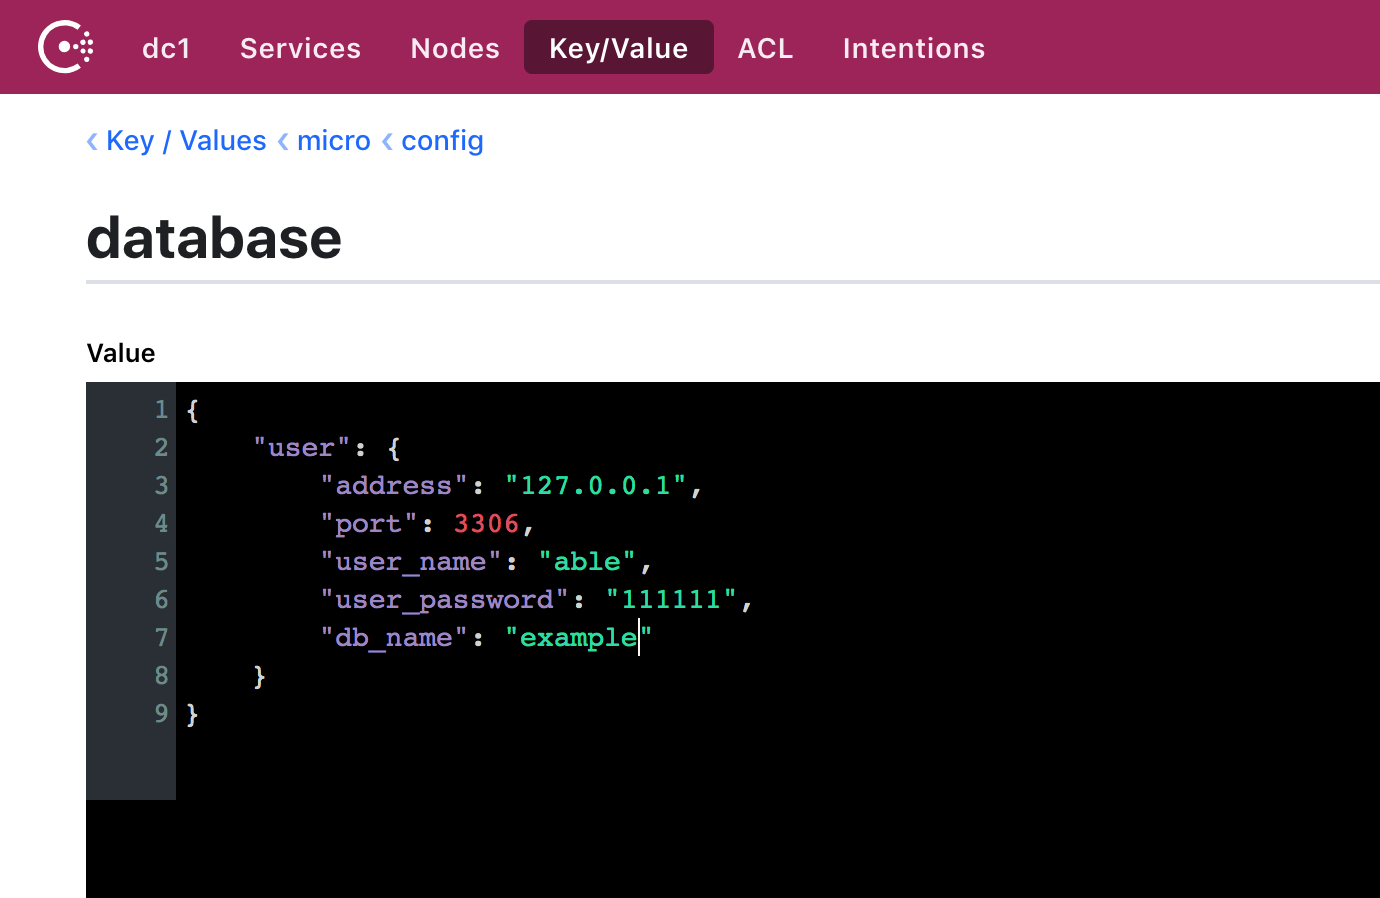 dc1 Services Nodes Key/Value ACL Intentions
‹ Key / Values ‹ micro ‹ config
database
Value
1 {
2     "user": {
3         "address": "127.0.0.1",
4         "port": 3306,
5         "user_name": "able",
6         "user_password": "111111",
7         "db_name": "example"
8     }
9 }